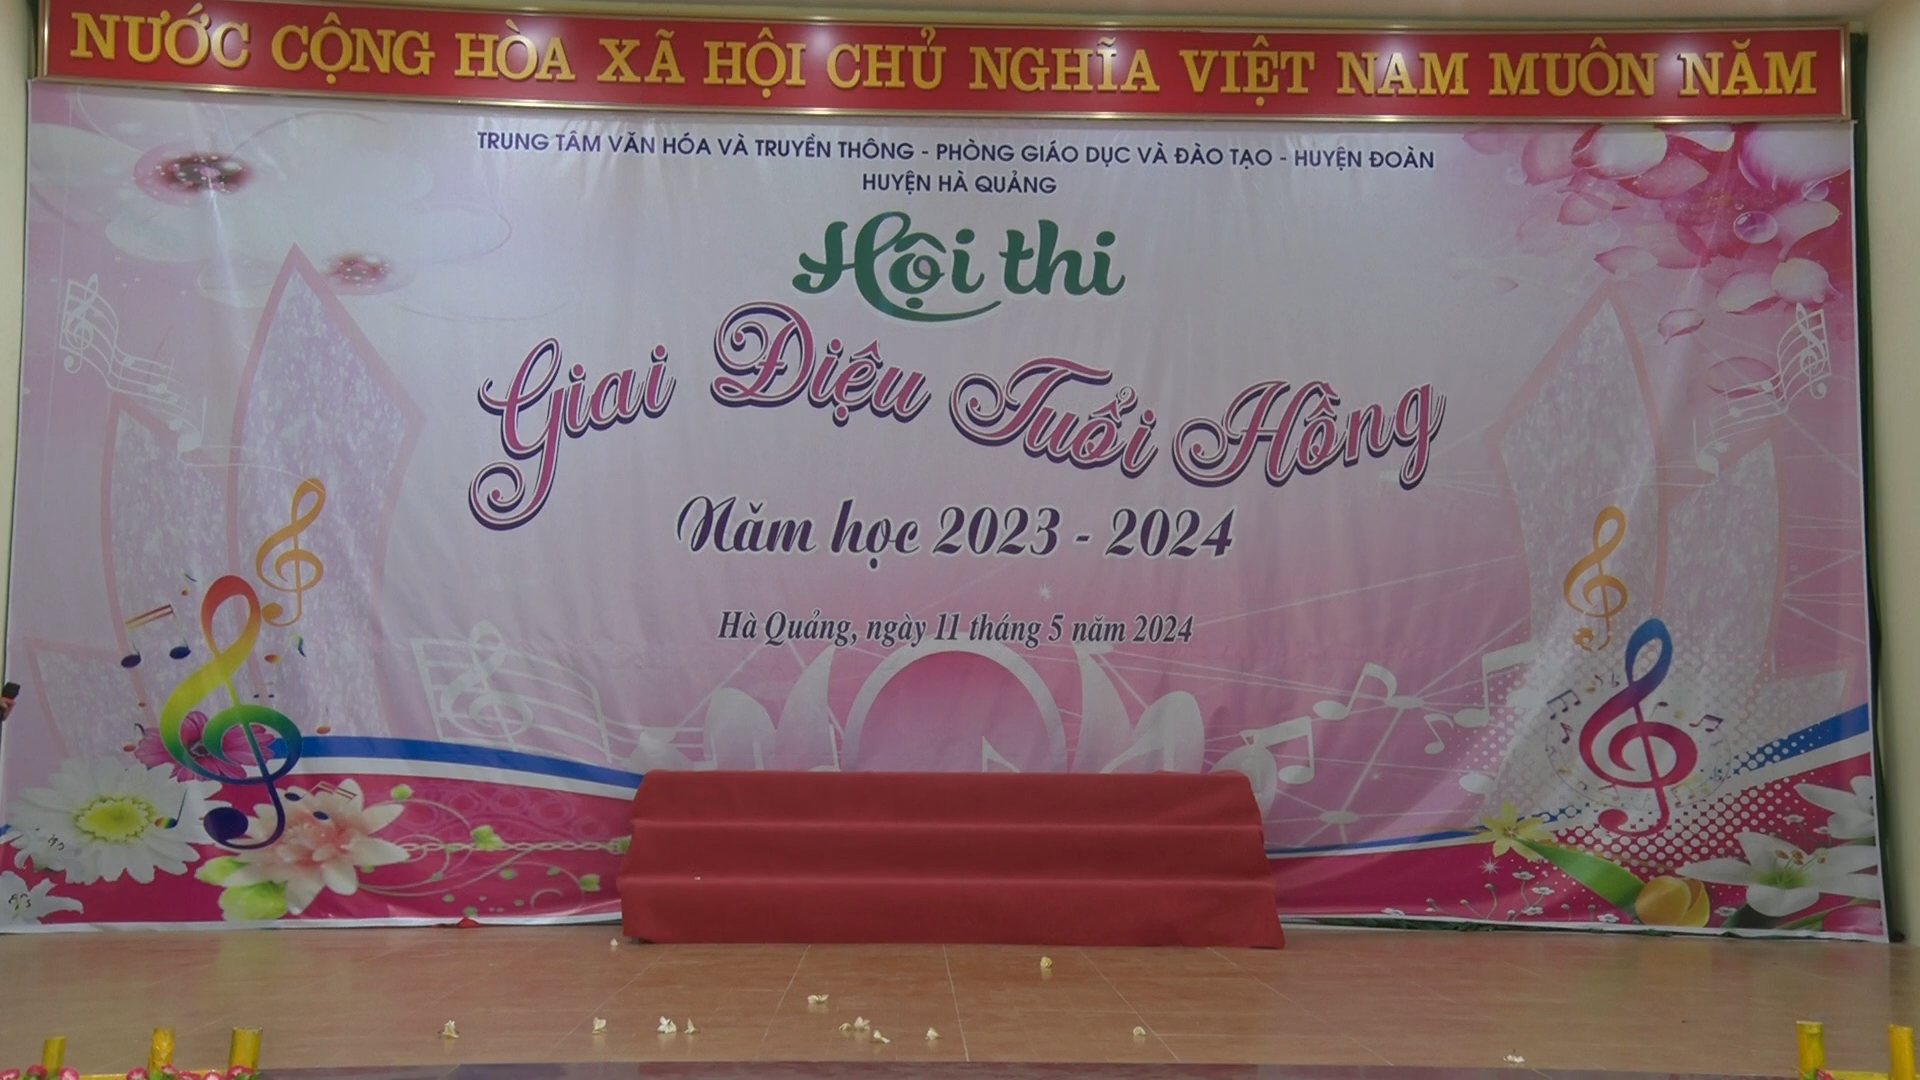 NƯỚC CỘNG HÒA XÃ HỘI CHỦ NGHĨA VIỆT NAM MUÔN NĂM
TRUNG TÂM VĂN HÓA VÀ TRUYỀN THÔNG - PHÒNG GIÁO DỤC VÀ ĐÀO TẠO - HUYỆN ĐOÀN
HUYỆN HÀ QUẢNG
Hội thi
Giai Điệu Tuổi Hồng
Năm học 2023 - 2024
Hà Quảng, ngày 11 tháng 5 năm 2024